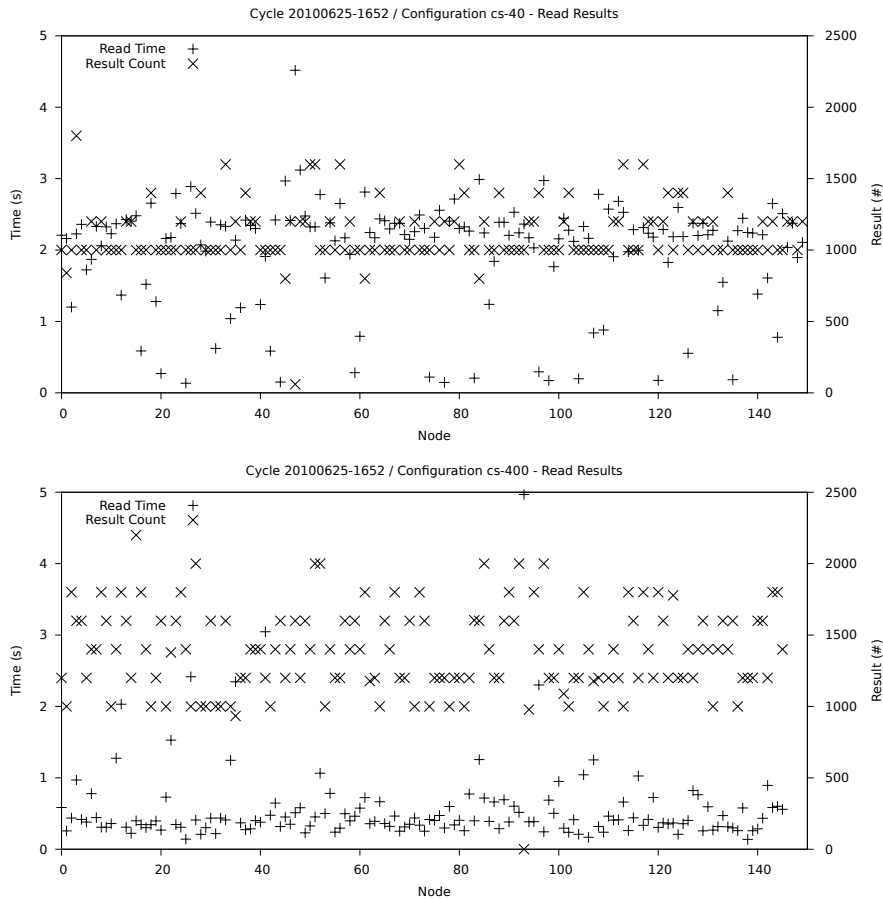 Cycle 20100625-1652 / Configuration cs-40 - Read Results
5 2500
Read Time
Result Count
4 2000
3 1500
Time (s) Result (#)
2 1000
1 500
0 0
0 20 40 60 80 100 120 140
Node
Cycle 20100625-1652 / Configuration cs-400 - Read Results
5 2500
Read Time
Result Count
4 2000
3 1500
Time (s) Result (#)
2 1000
1 500
0 0
0 20 40 60 80 100 120 140
Node